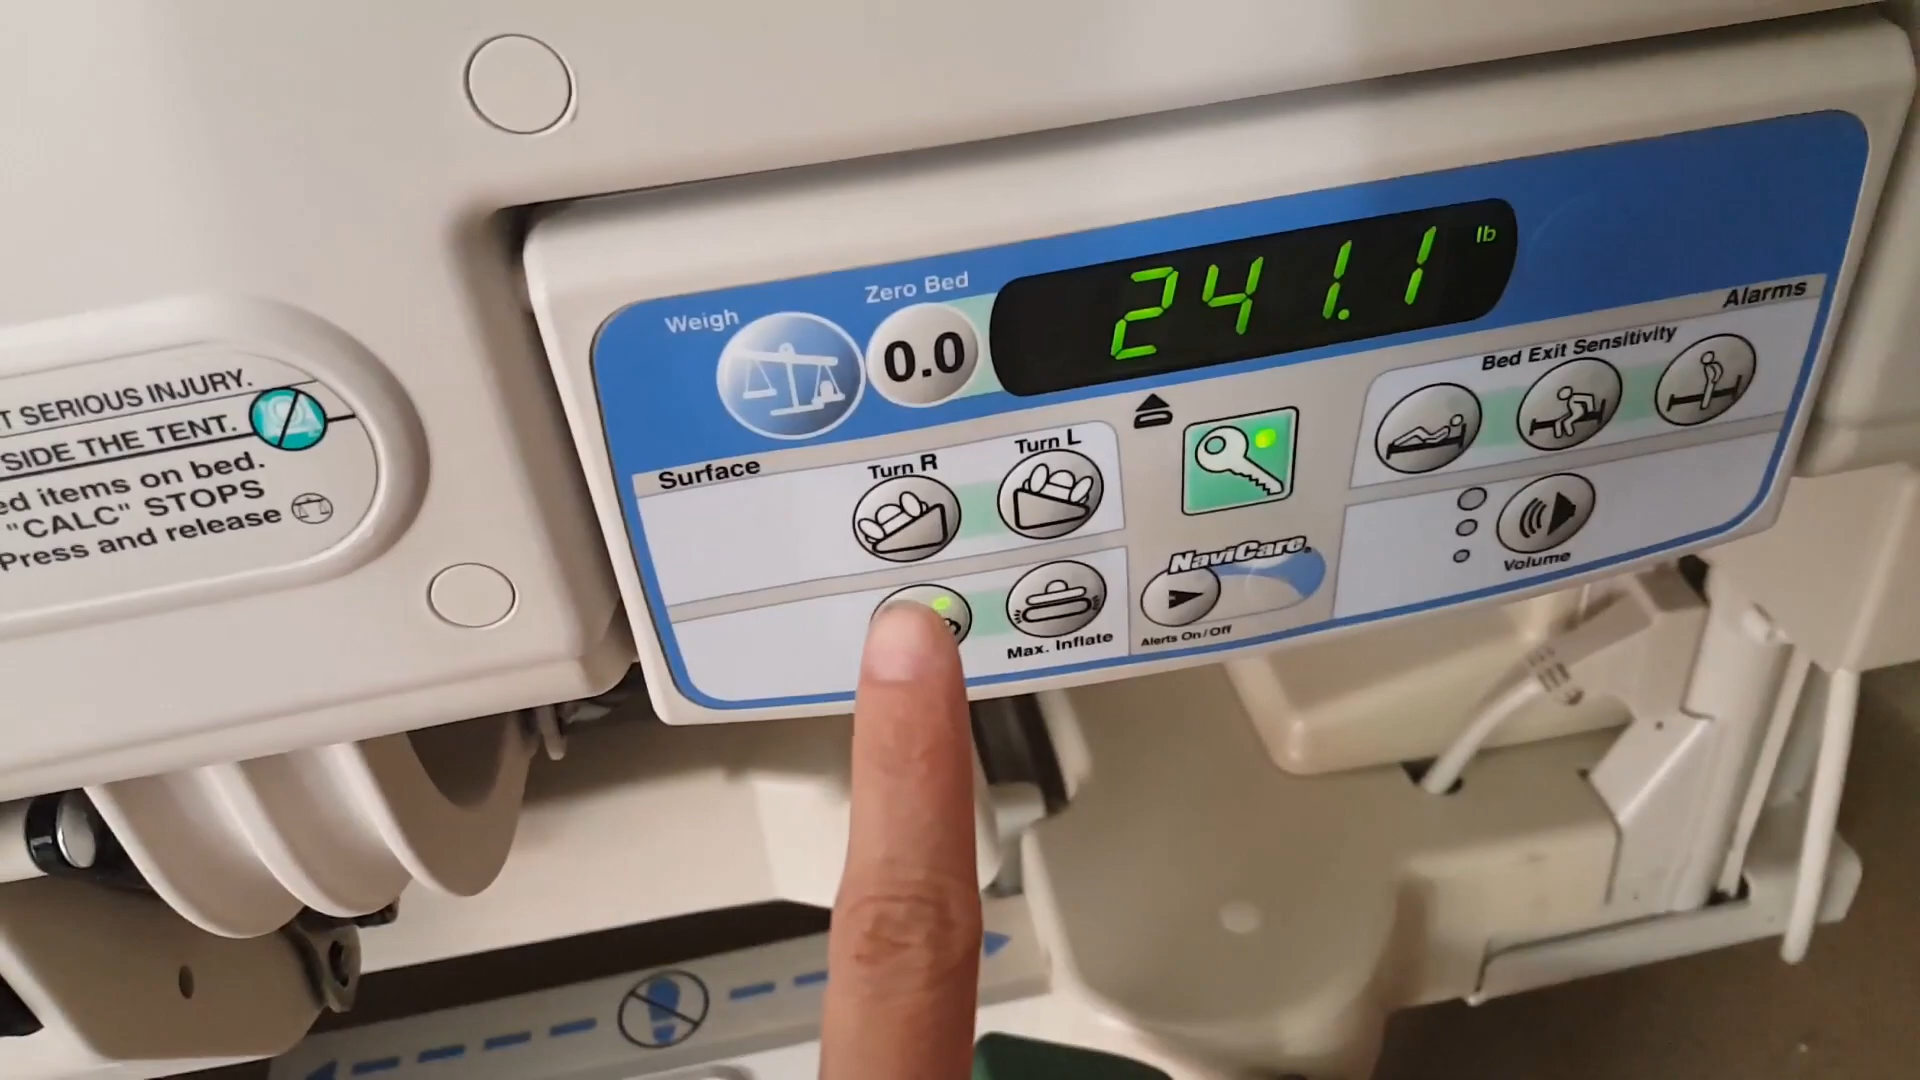 T SERIOUS INJURY.
SIDE THE TENT.
ed items on bed.
"CALC" STOPS
Press and release
Weigh
Zero Bed
0.0
241.1
lb
Alarms
Bed Exit Sensitivity
Surface
Turn R
Turn L
NaviCare®
Volume
Max. Inflate
Alerts On/Off